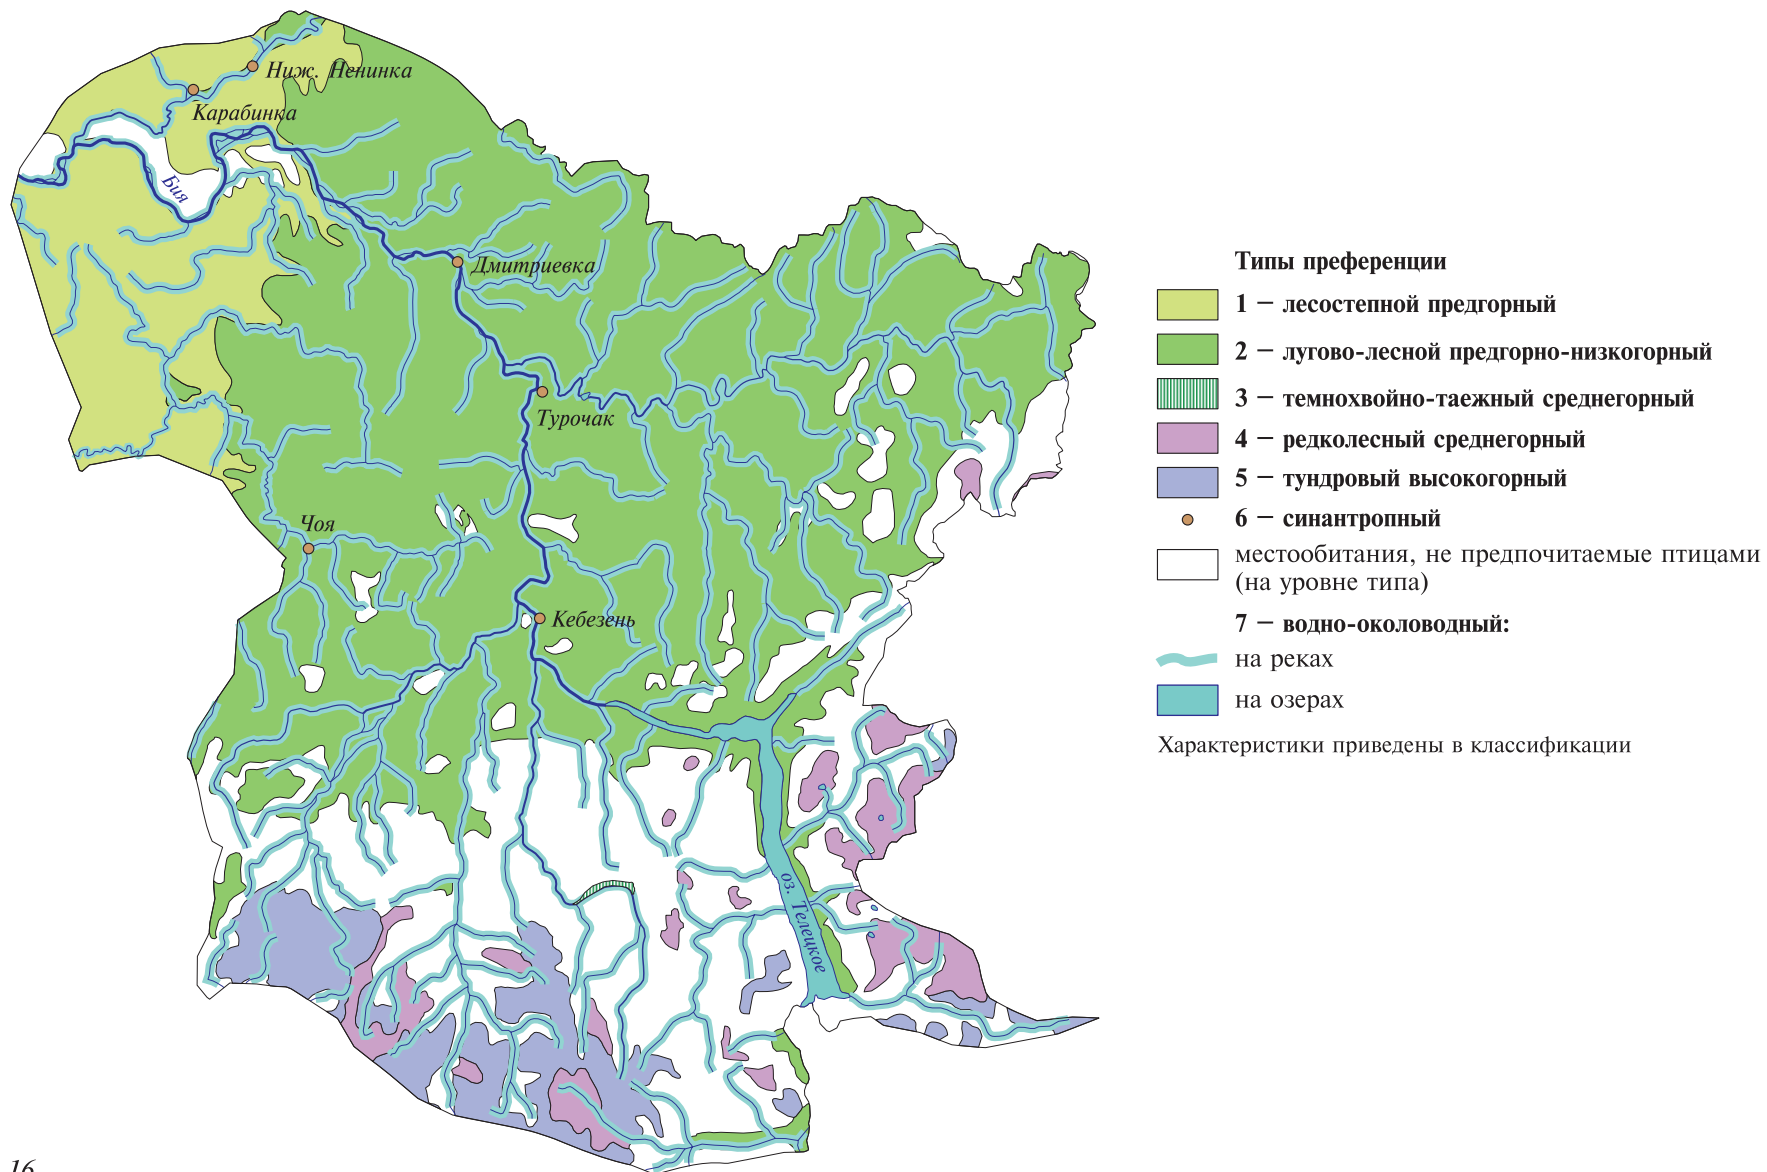 Ниж. Ненинка
Карабинка
Бия
Дмитриевка
Турочак
Чоя
Кебезень
оз. Телецкое
Типы преференции
1 – лесостепной предгорный
2 – лугово-лесной предгорно-низкогорный
3 – темнохвойно-таежный среднегорный
4 – редколесный среднегорный
5 – тундровый высокогорный
6 – синантропный
местообитания, не предпочитаемые птицами
(на уровне типа)
7 – водно-околоводный:
на реках
на озерах
Характеристики приведены в классификации
16